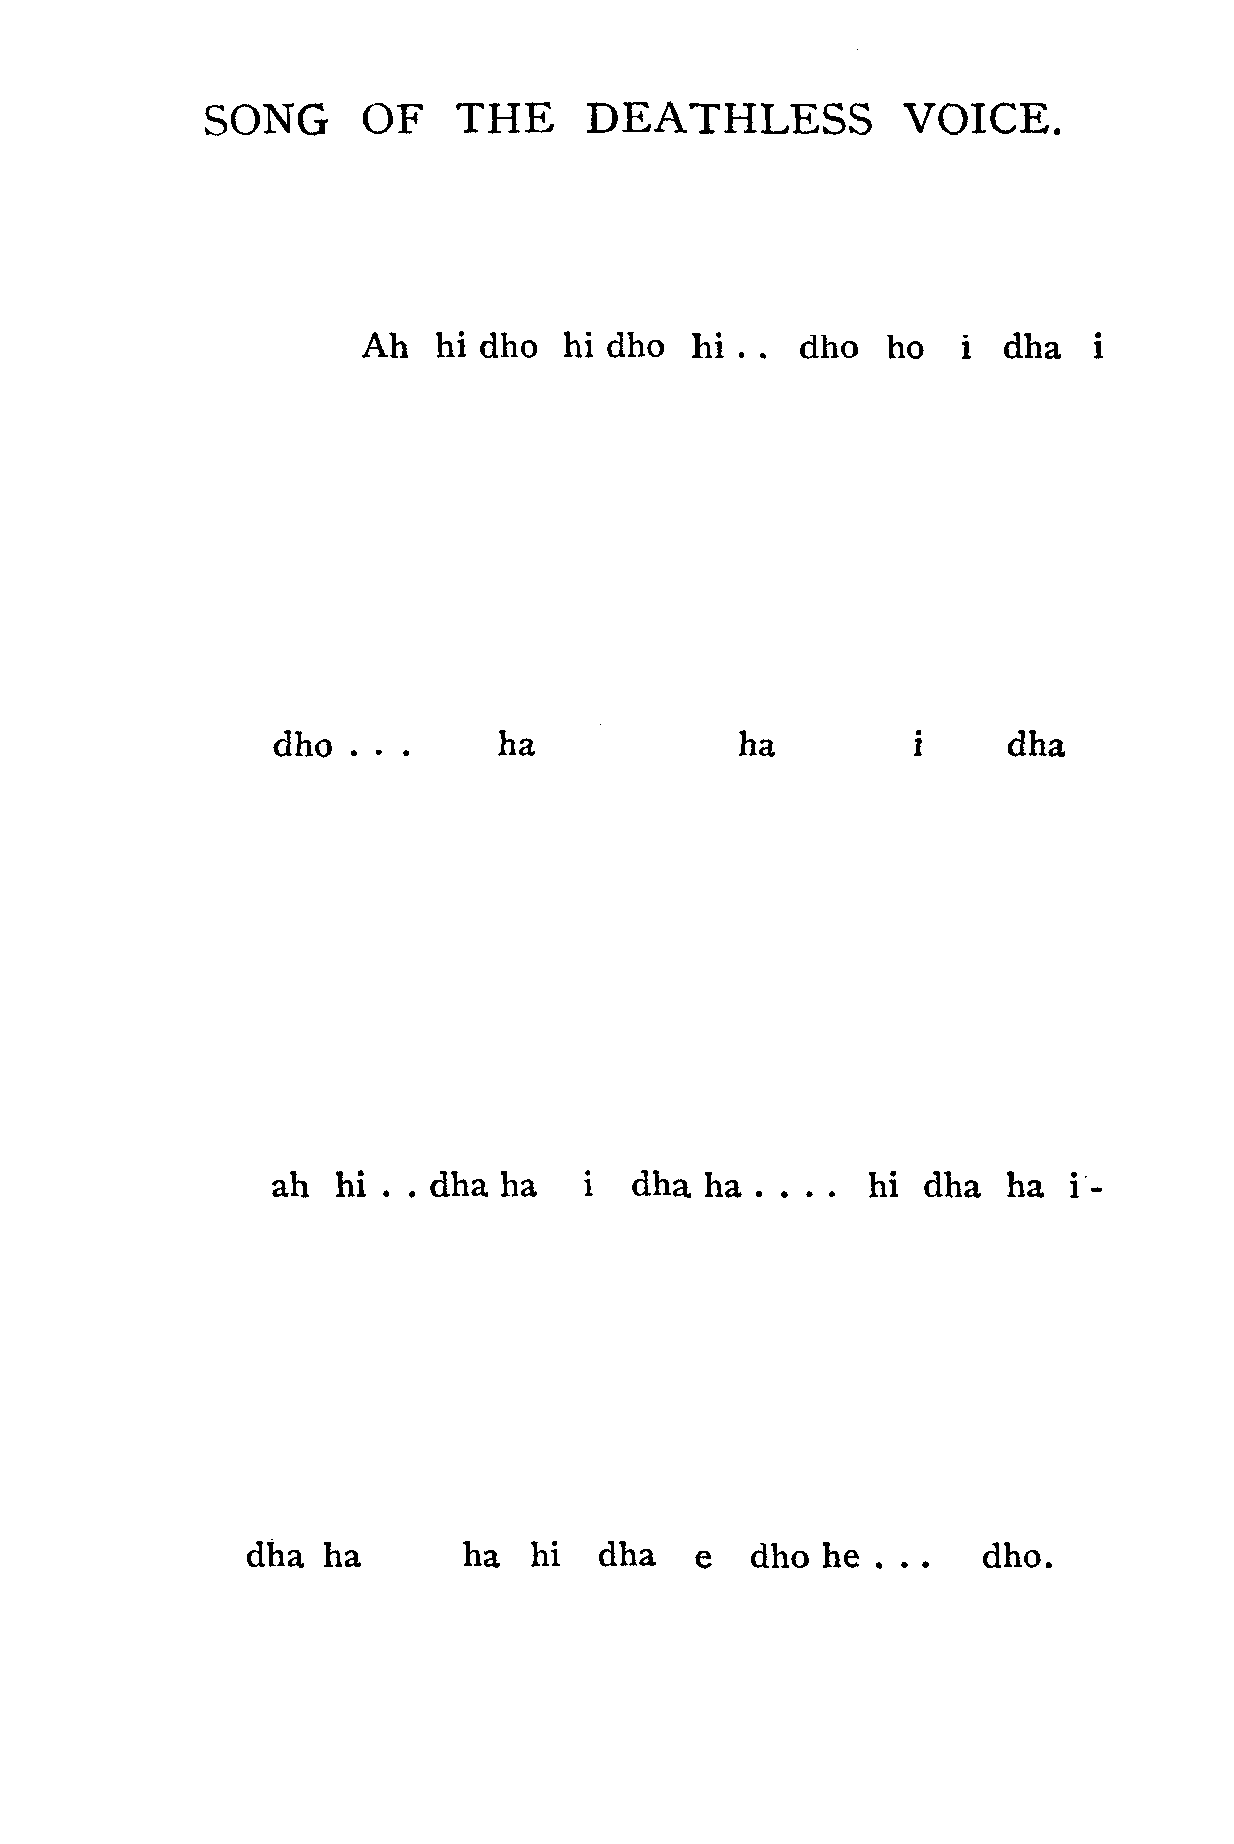 SONG OF THE DEATHLESS VOICE.
Ah hi dho hi dho hi . . dho ho i dha i
dho . . . ha ha i dha
ah hi . . dha ha i dha ha . . . . hi dha ha i -
dha ha ha hi dha e dho he . . . dho.